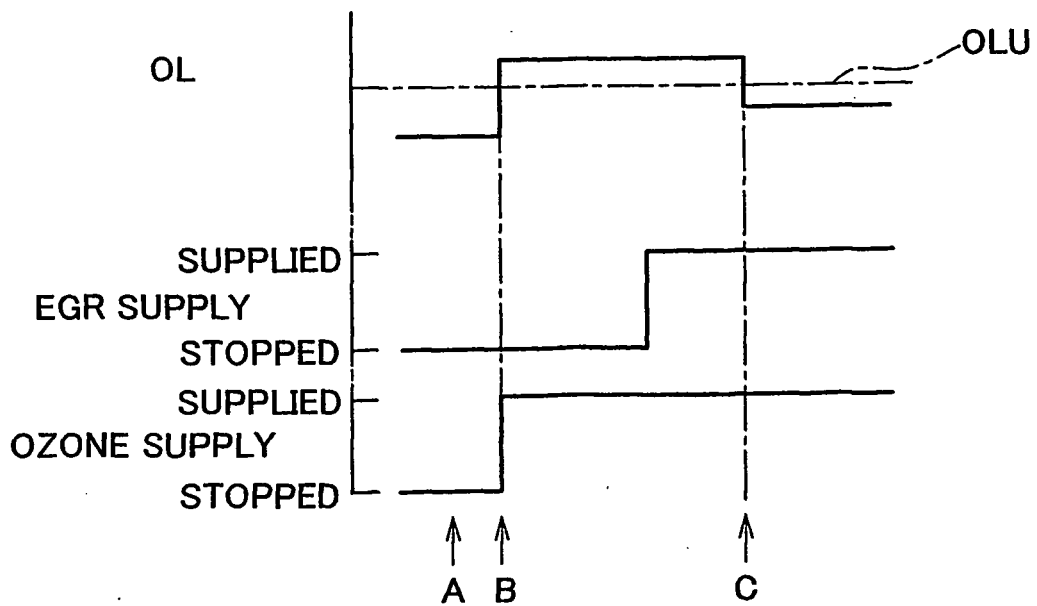 OL
OLU
SUPPLIED
EGR SUPPLY
STOPPED
SUPPLIED
OZONE SUPPLY
STOPPED
A B C